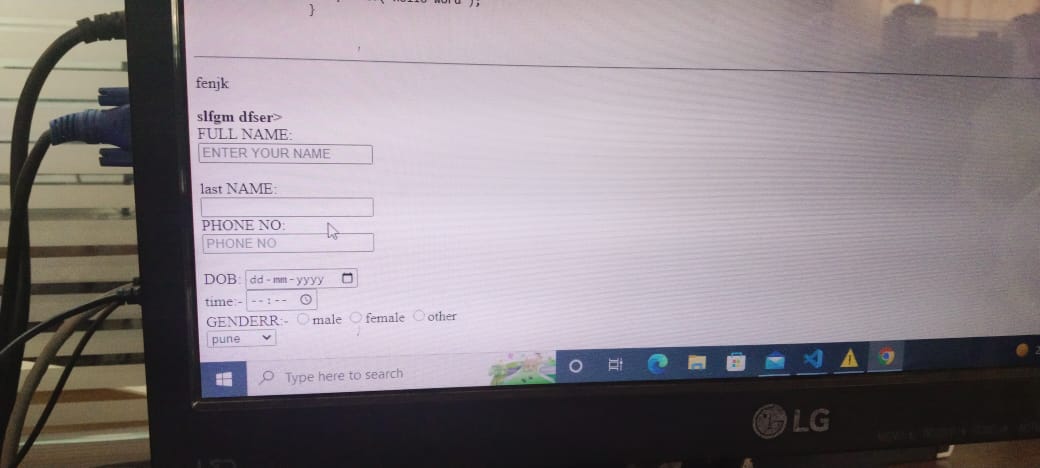 }
fenjk
slfgm dfser>
FULL NAME:
ENTER YOUR NAME
last NAME:
PHONE NO:
PHONE NO
DOB: dd-mm-yyyy
time:- --:--
GENDERR:- male female other
pune
Type here to search
LG